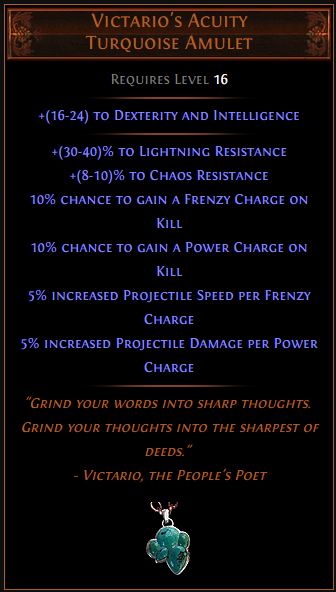 Victario's Acuity
Turquoise Amulet
Requires Level 16
+(16-24) to Dexterity and Intelligence
+(30-40)% to Lightning Resistance
+(8-10)% to Chaos Resistance
10% chance to gain a Frenzy Charge on
Kill
10% chance to gain a Power Charge on
Kill
5% increased Projectile Speed per Frenzy
Charge
5% increased Projectile Damage per Power
Charge
"Grind your words into sharp thoughts.
Grind your thoughts into the sharpest of
deeds."
- Victario, the People's Poet